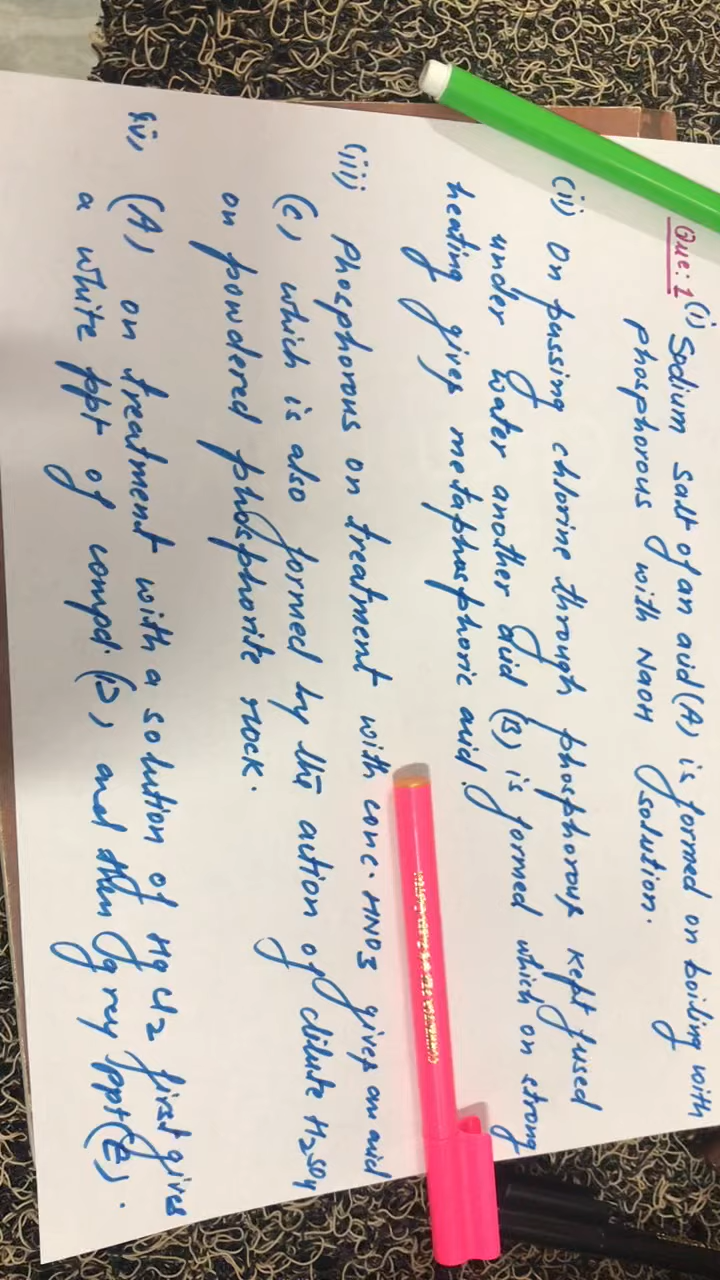 Que: 1 (i) Sodium salt of an acid (A) is formed on boiling with
phosphorous with NaOH solution.
(ii) On passing chlorine through phosphorous kept fused
under water another acid (B) is formed which on strong
heating gives metaphosphoric acid.
(iii) Phosphorous on treatment with conc. HNO3 gives an acid
(C) which is also formed by the action of dilute H2SO4
on powdered phosphorite rock.
iv) (A) on treatment with a solution of HgCl2 first gives
a white ppt of compd. (D) and then gray ppt (E).